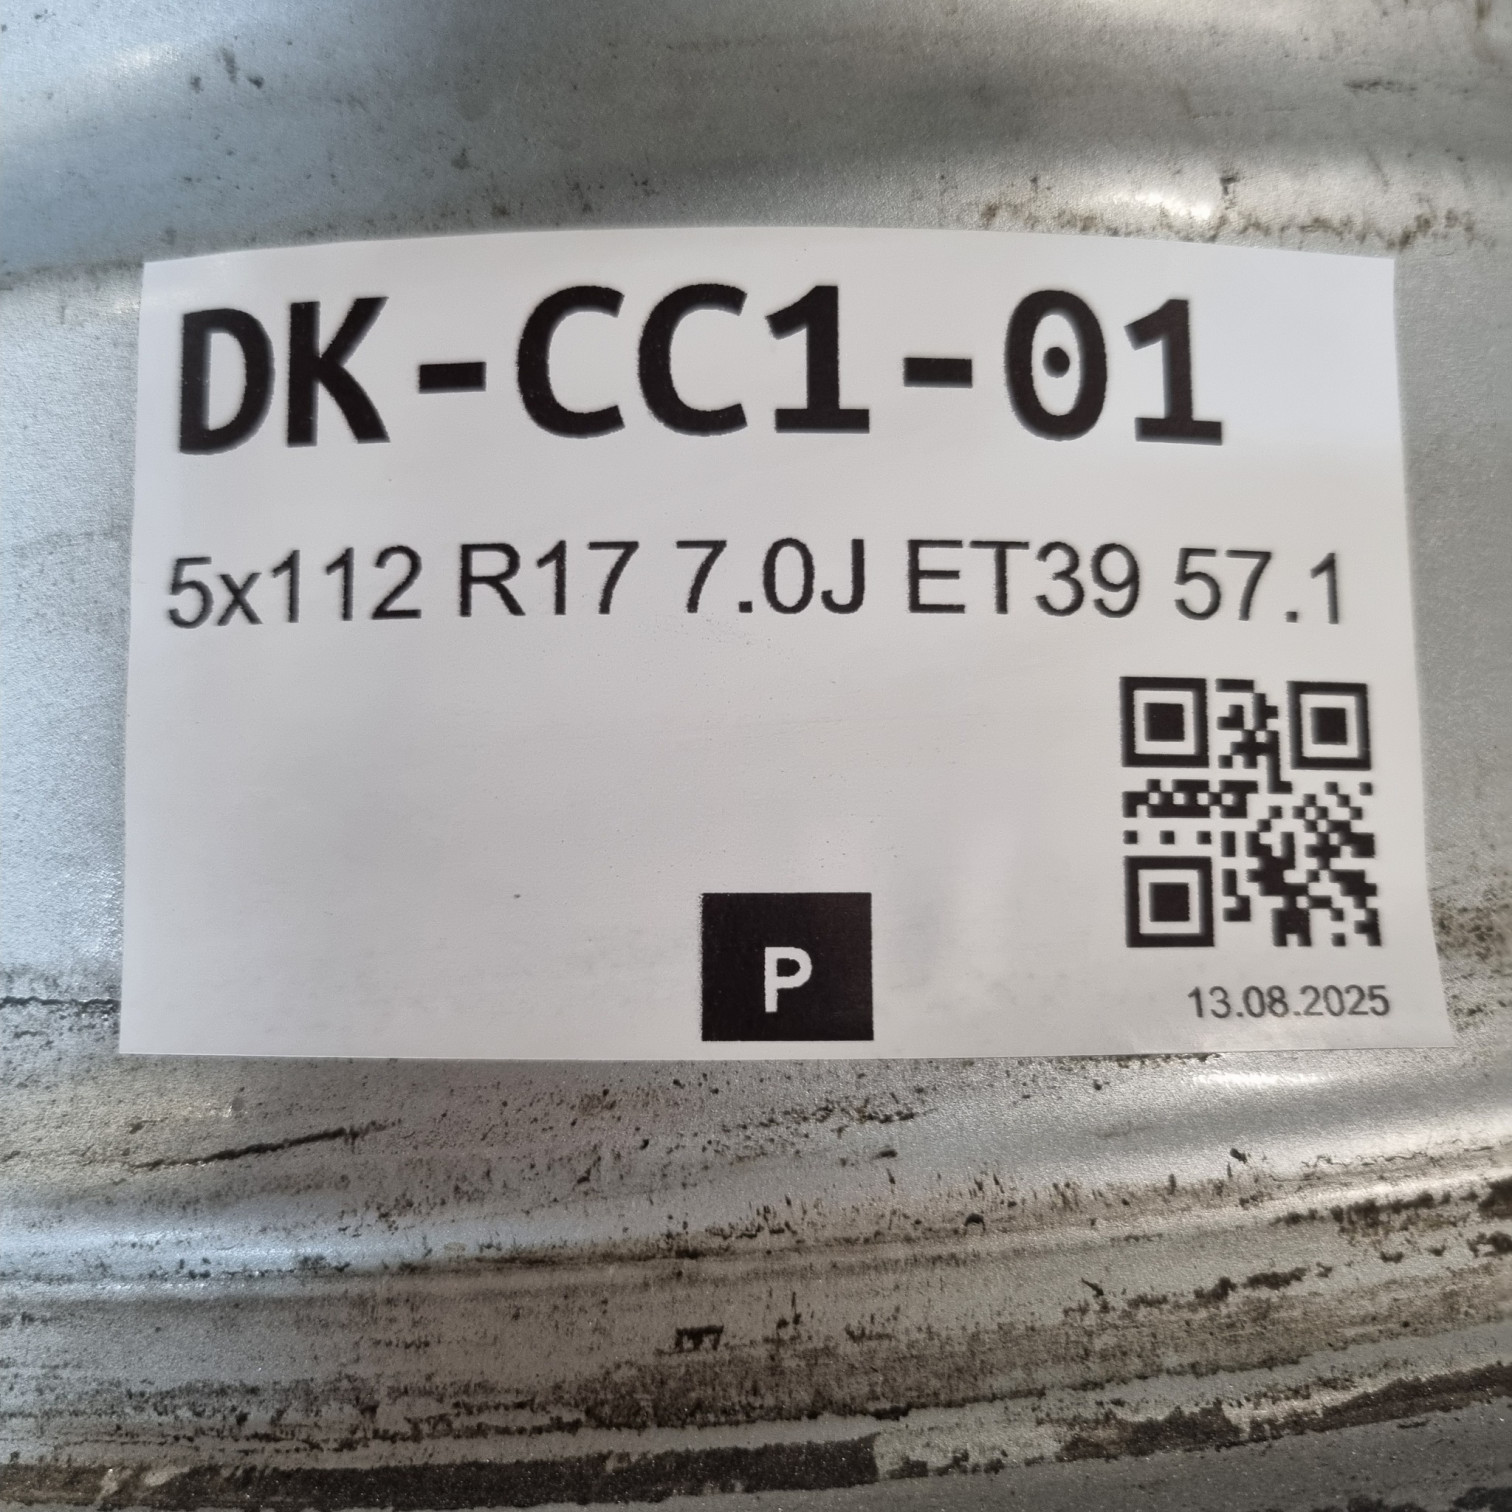 DK-CC1-01
5x112 R17 7.0J ET39 57.1
P
13.08.2025